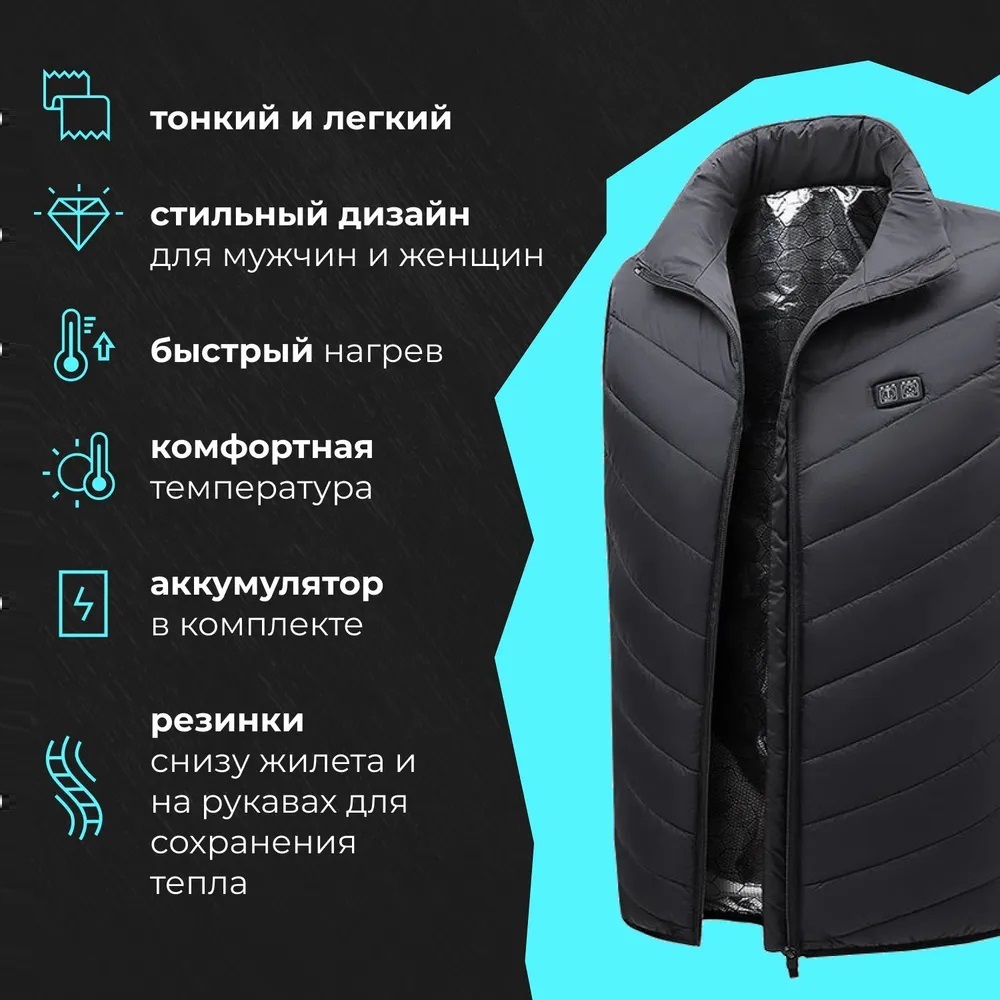 тонкий и легкий
стильный дизайн
для мужчин и женщин
быстрый нагрев
комфортная
температура
аккумулятор
в комплекте
резинки
снизу жилета и
на рукавах для
сохранения
тепла